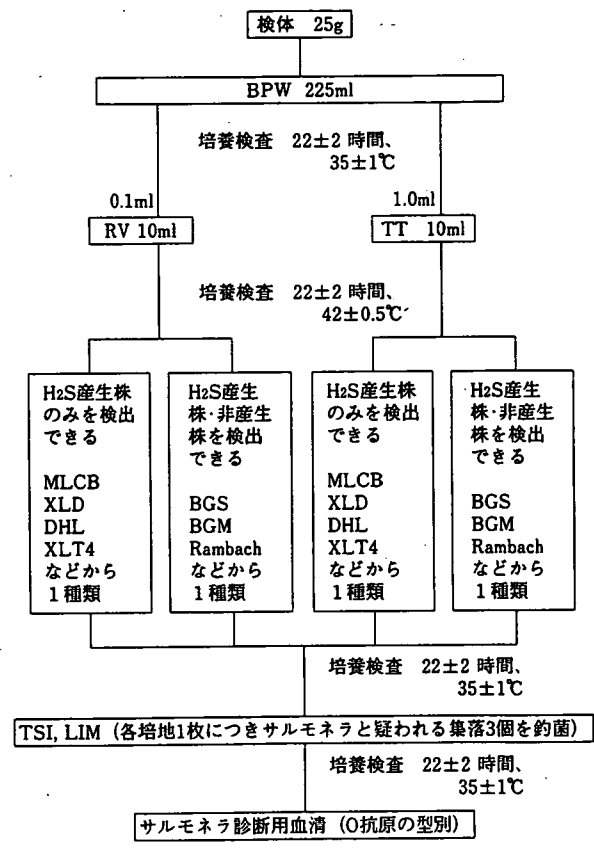 検体 25g
BPW 225ml
培養検査 22±2 時間、
35±1℃
0.1ml
1.0ml
RV 10ml
TT 10ml
培養検査 22±2 時間、
42±0.5℃
H2S産生株
のみを検出
できる
MLCB
XLD
DHL
XLT4
などから
1種類
H2S産生
株・非産生
株を検出
できる
BGS
BGM
Rambach
などから
1種類
H2S産生株
のみを検出
できる
MLCB
XLD
DHL
XLT4
などから
1種類
H2S産生
株・非産生
株を検出
できる
BGS
BGM
Rambach
などから
1種類
培養検査 22±2 時間、
35±1℃
TSI, LIM (各培地1枚につきサルモネラと疑われる集落3個を釣菌)
培養検査 22±2 時間、
35±1℃
サルモネラ診断用血清 (O抗原の型別)